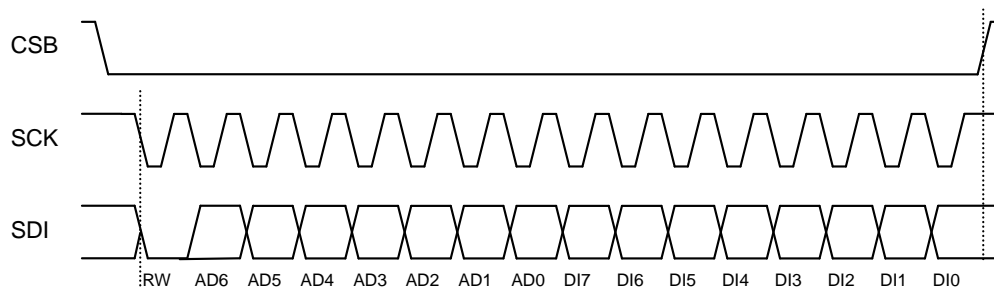 CSB
SCK
SDI
RW AD6 AD5 AD4 AD3 AD2 AD1 AD0 DI7 DI6 DI5 DI4 DI3 DI2 DI1 DI0